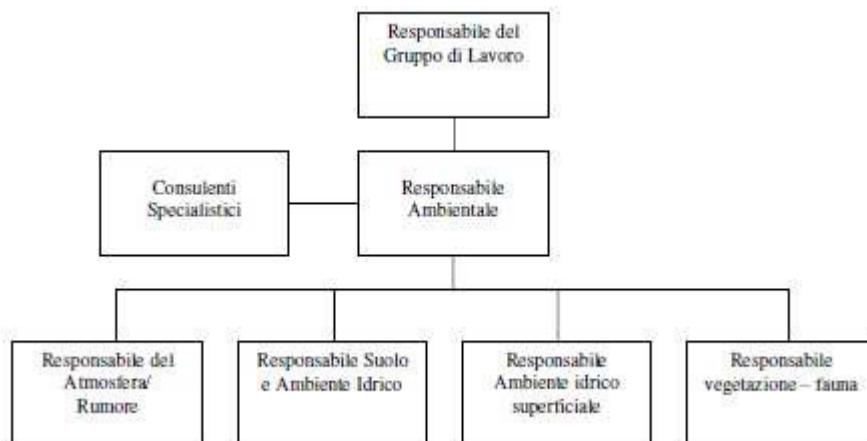 Responsabile del
Gruppo di Lavoro
Consulenti
Specialistici
Responsabile
Ambientale
Responsabile del
Atmosfera/
Rumore
Responsabile Suolo
e Ambiente Idrico
Responsabile
Ambiente idrico
superficiale
Responsabile
vegetazione – fauna